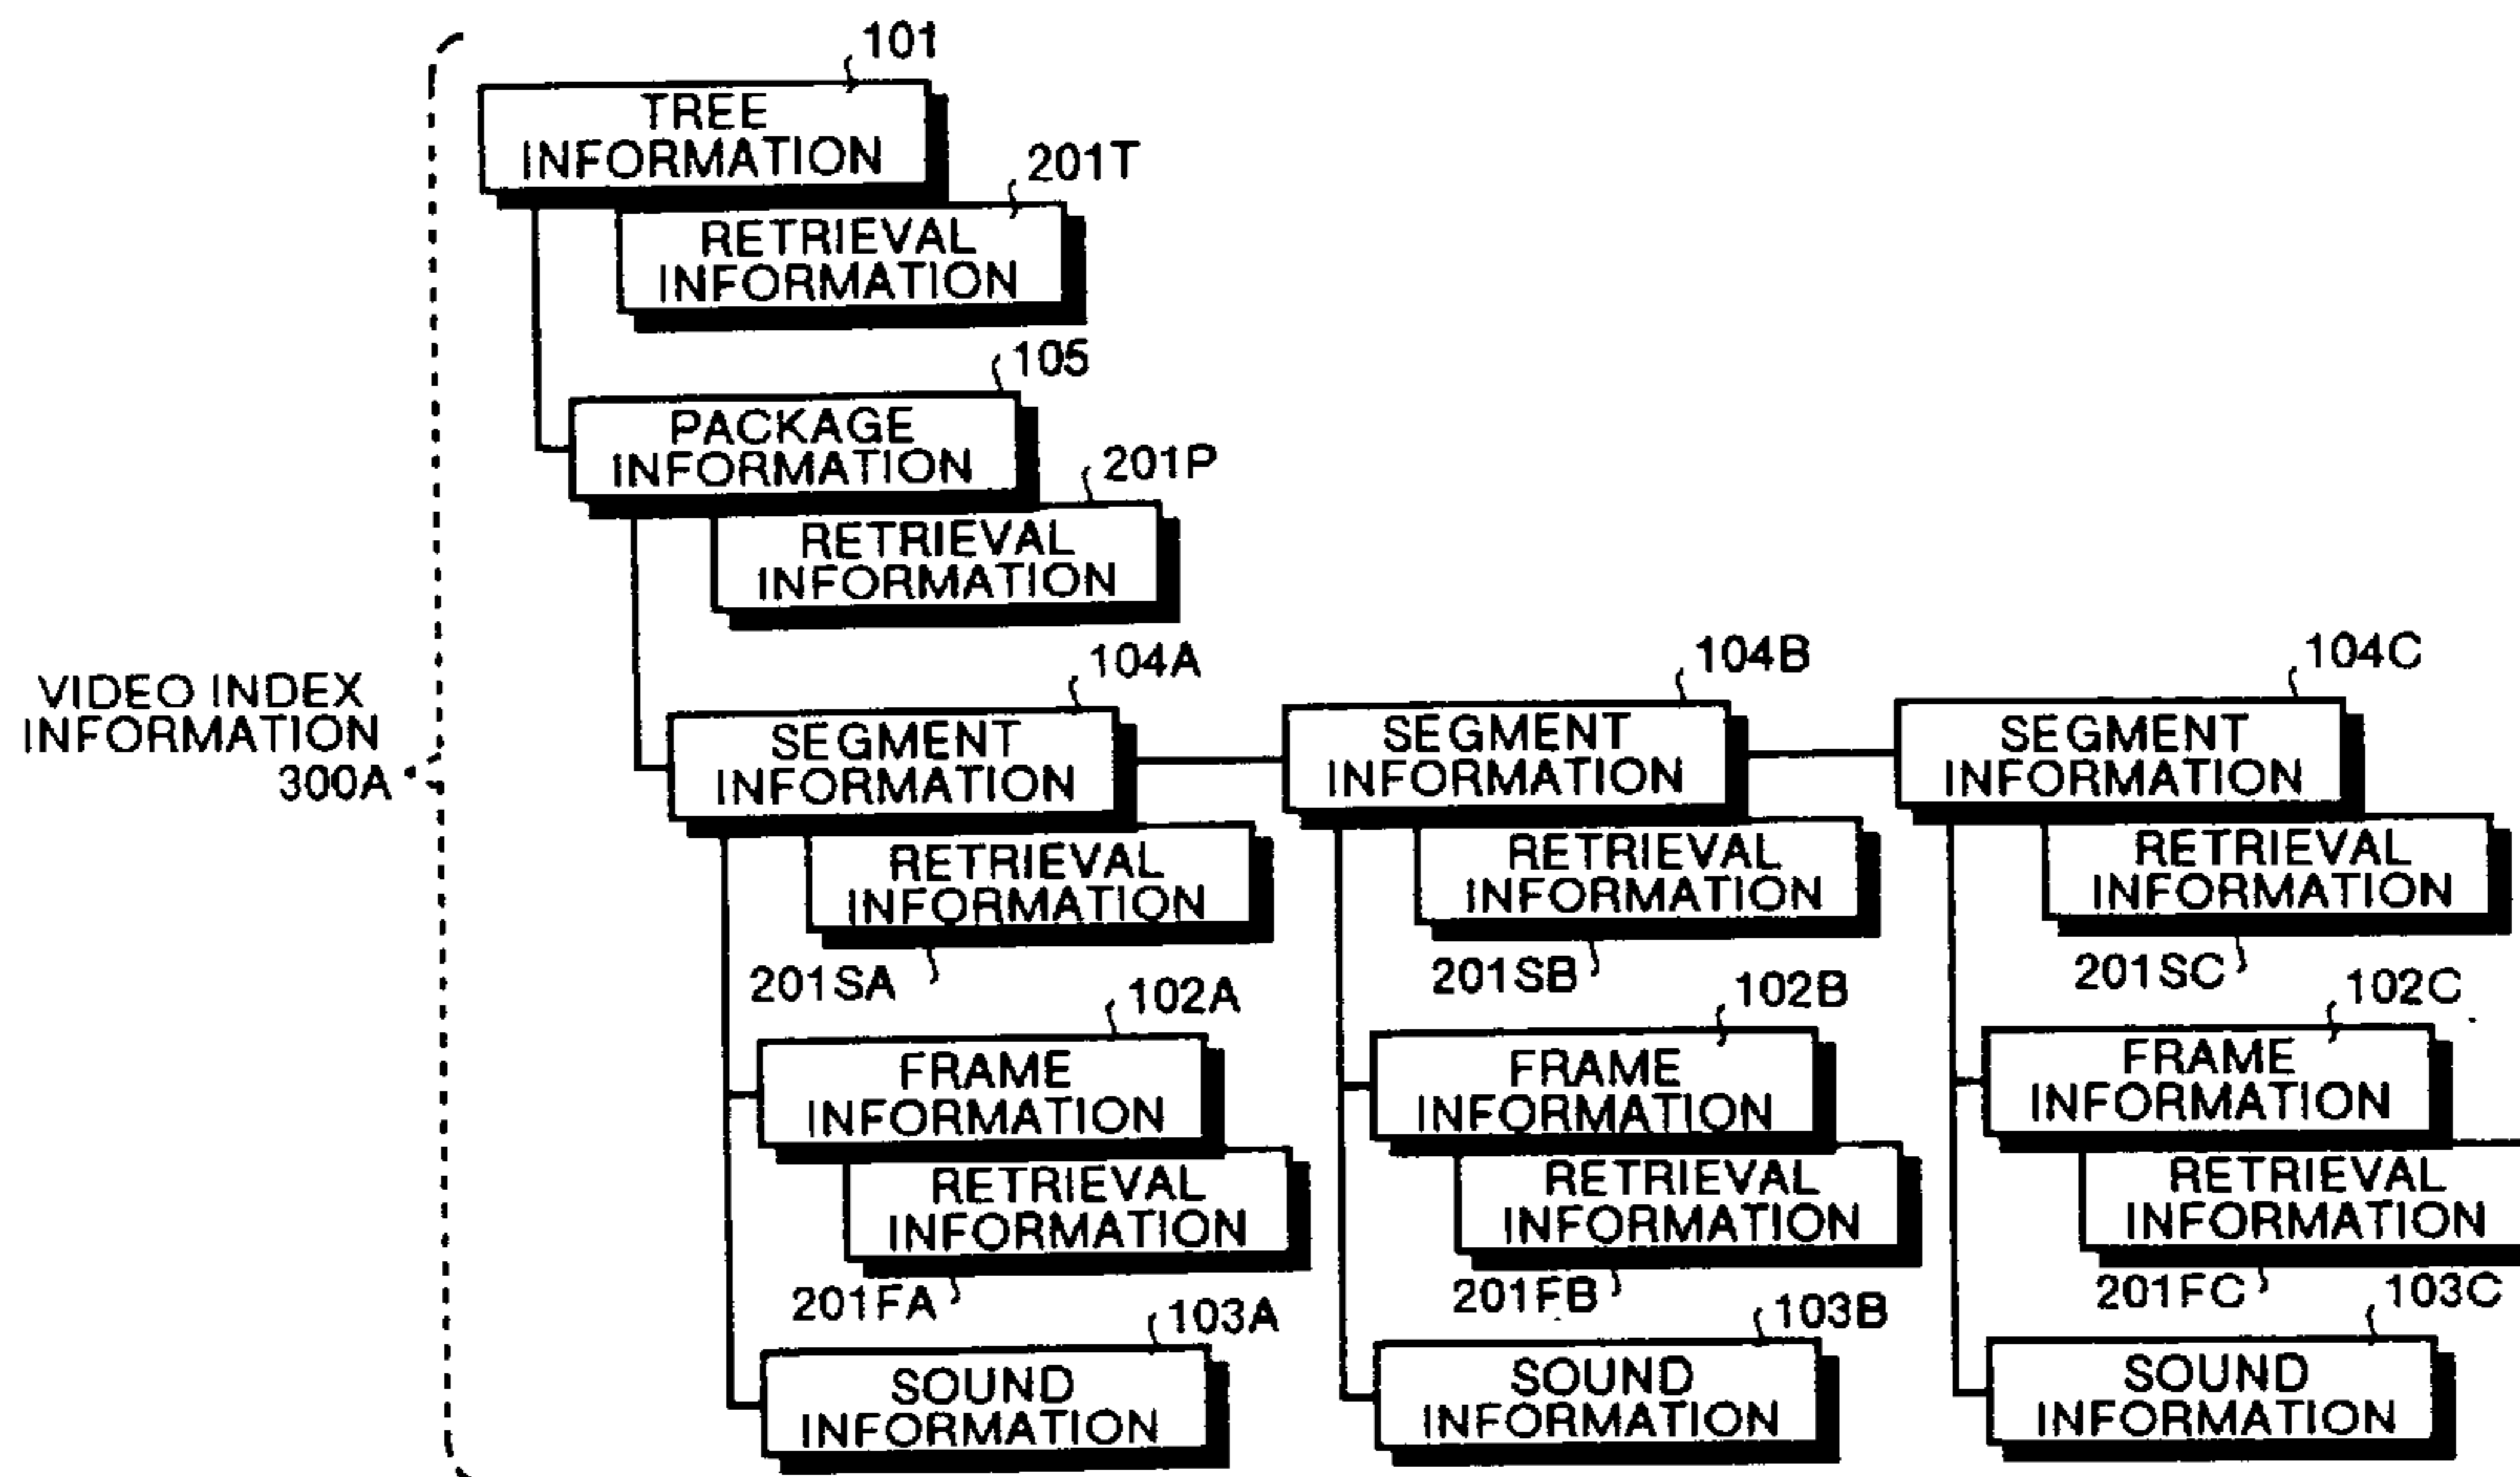 101
TREE
INFORMATION
201T
RETRIEVAL
INFORMATION
105
PACKAGE
INFORMATION
201P
RETRIEVAL
INFORMATION
VIDEO INDEX
INFORMATION
300A
104A
SEGMENT
INFORMATION
104B
SEGMENT
INFORMATION
104C
SEGMENT
INFORMATION
RETRIEVAL
INFORMATION
201SA
RETRIEVAL
INFORMATION
201SB
RETRIEVAL
INFORMATION
201SC
102A
FRAME
INFORMATION
102B
FRAME
INFORMATION
102C
FRAME
INFORMATION
RETRIEVAL
INFORMATION
201FA
RETRIEVAL
INFORMATION
201FB
RETRIEVAL
INFORMATION
201FC
103A
SOUND
INFORMATION
103B
SOUND
INFORMATION
103C
SOUND
INFORMATION